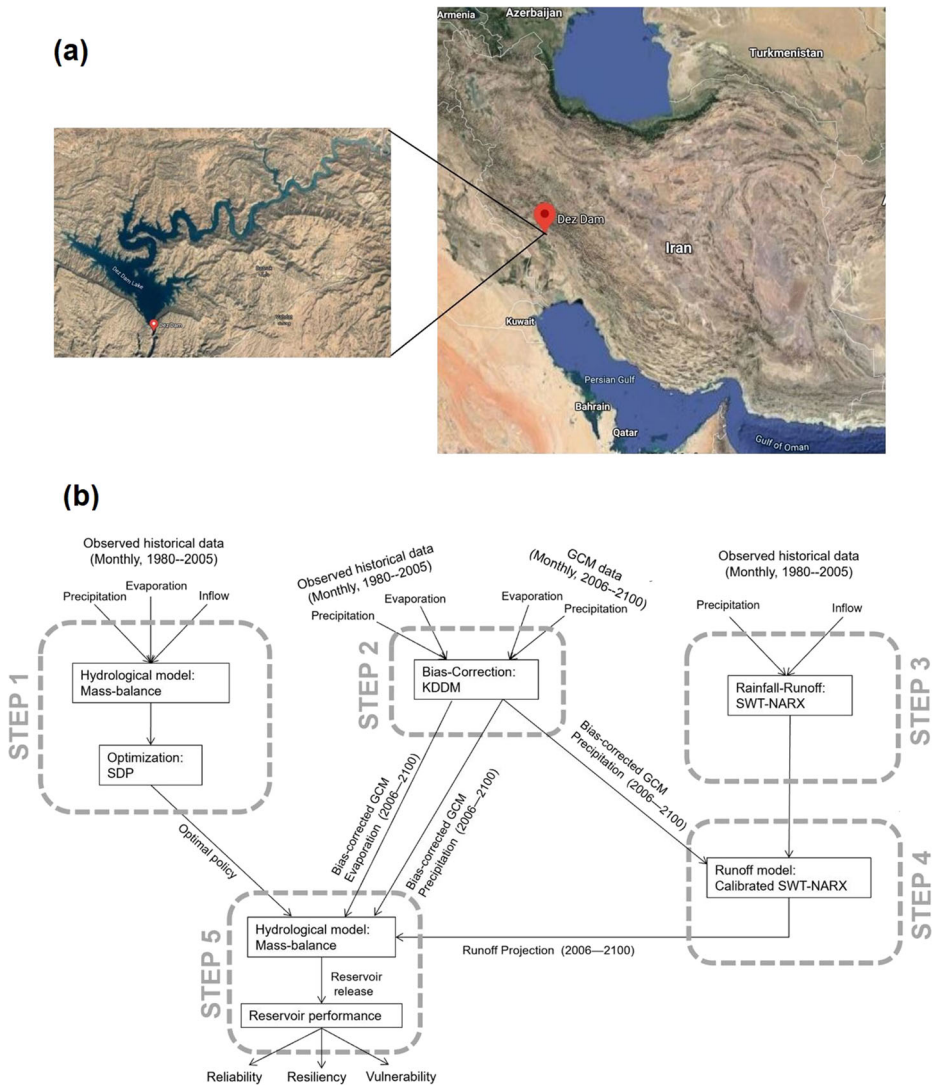 (a)
Armenia
Azerbaijan
Turkmenistan
Dez Dam
Iran
Kuwait
Persian Gulf
Bahrain
Qatar
Gulf of Oman
Dez Dam Lake
Dez Dam
(b)
Observed historical data
(Monthly, 1980--2005)
Precipitation
Evaporation
Inflow
STEP 1
Hydrological model:
Mass-balance
Optimization:
SDP
Optimal policy
Observed historical data
(Monthly, 1980--2005)
Precipitation
Evaporation
GCM data
(Monthly, 2006--2100)
Evaporation
Precipitation
STEP 2
Bias-Correction:
KDDM
Bias-corrected GCM
Evaporation (2006—2100)
Bias-corrected GCM
Precipitation (2006—2100)
Bias-corrected GCM
Precipitation (2006—2100)
Observed historical data
(Monthly, 1980--2005)
Precipitation
Inflow
STEP 3
Rainfall-Runoff:
SWT-NARX
STEP 4
Runoff model:
Calibrated SWT-NARX
Runoff Projection (2006—2100)
STEP 5
Hydrological model:
Mass-balance
Reservoir
release
Reservoir performance
Reliability
Resiliency
Vulnerability